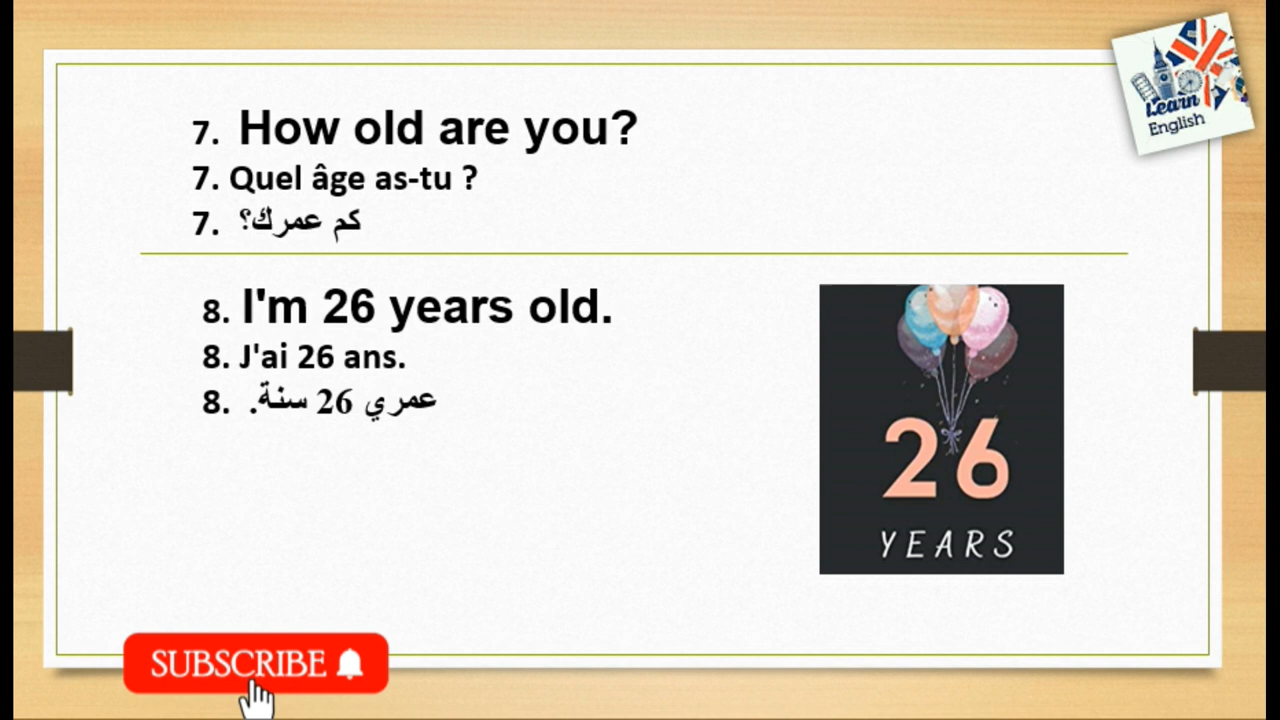 7. How old are you?
7. Quel âge as-tu ?
7. كم عمرك؟
8. I'm 26 years old.
8. J'ai 26 ans.
8. عمري 26 سنة.
26
YEARS
Learn
English
SUBSCRIBE